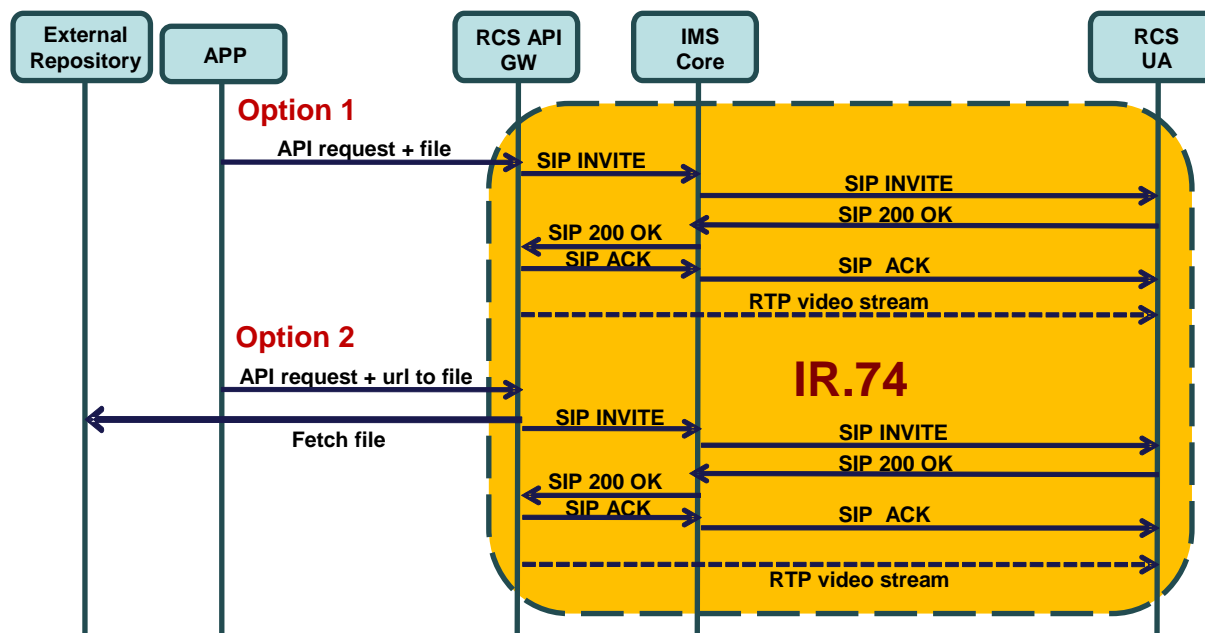 External
Repository
APP
RCS API
GW
IMS
Core
RCS
UA
Option 1
API request + file
SIP INVITE
SIP INVITE
SIP 200 OK
SIP 200 OK
SIP ACK
SIP ACK
RTP video stream
Option 2
IR.74
API request + url to file
Fetch file
SIP INVITE
SIP INVITE
SIP 200 OK
SIP 200 OK
SIP ACK
SIP ACK
RTP video stream